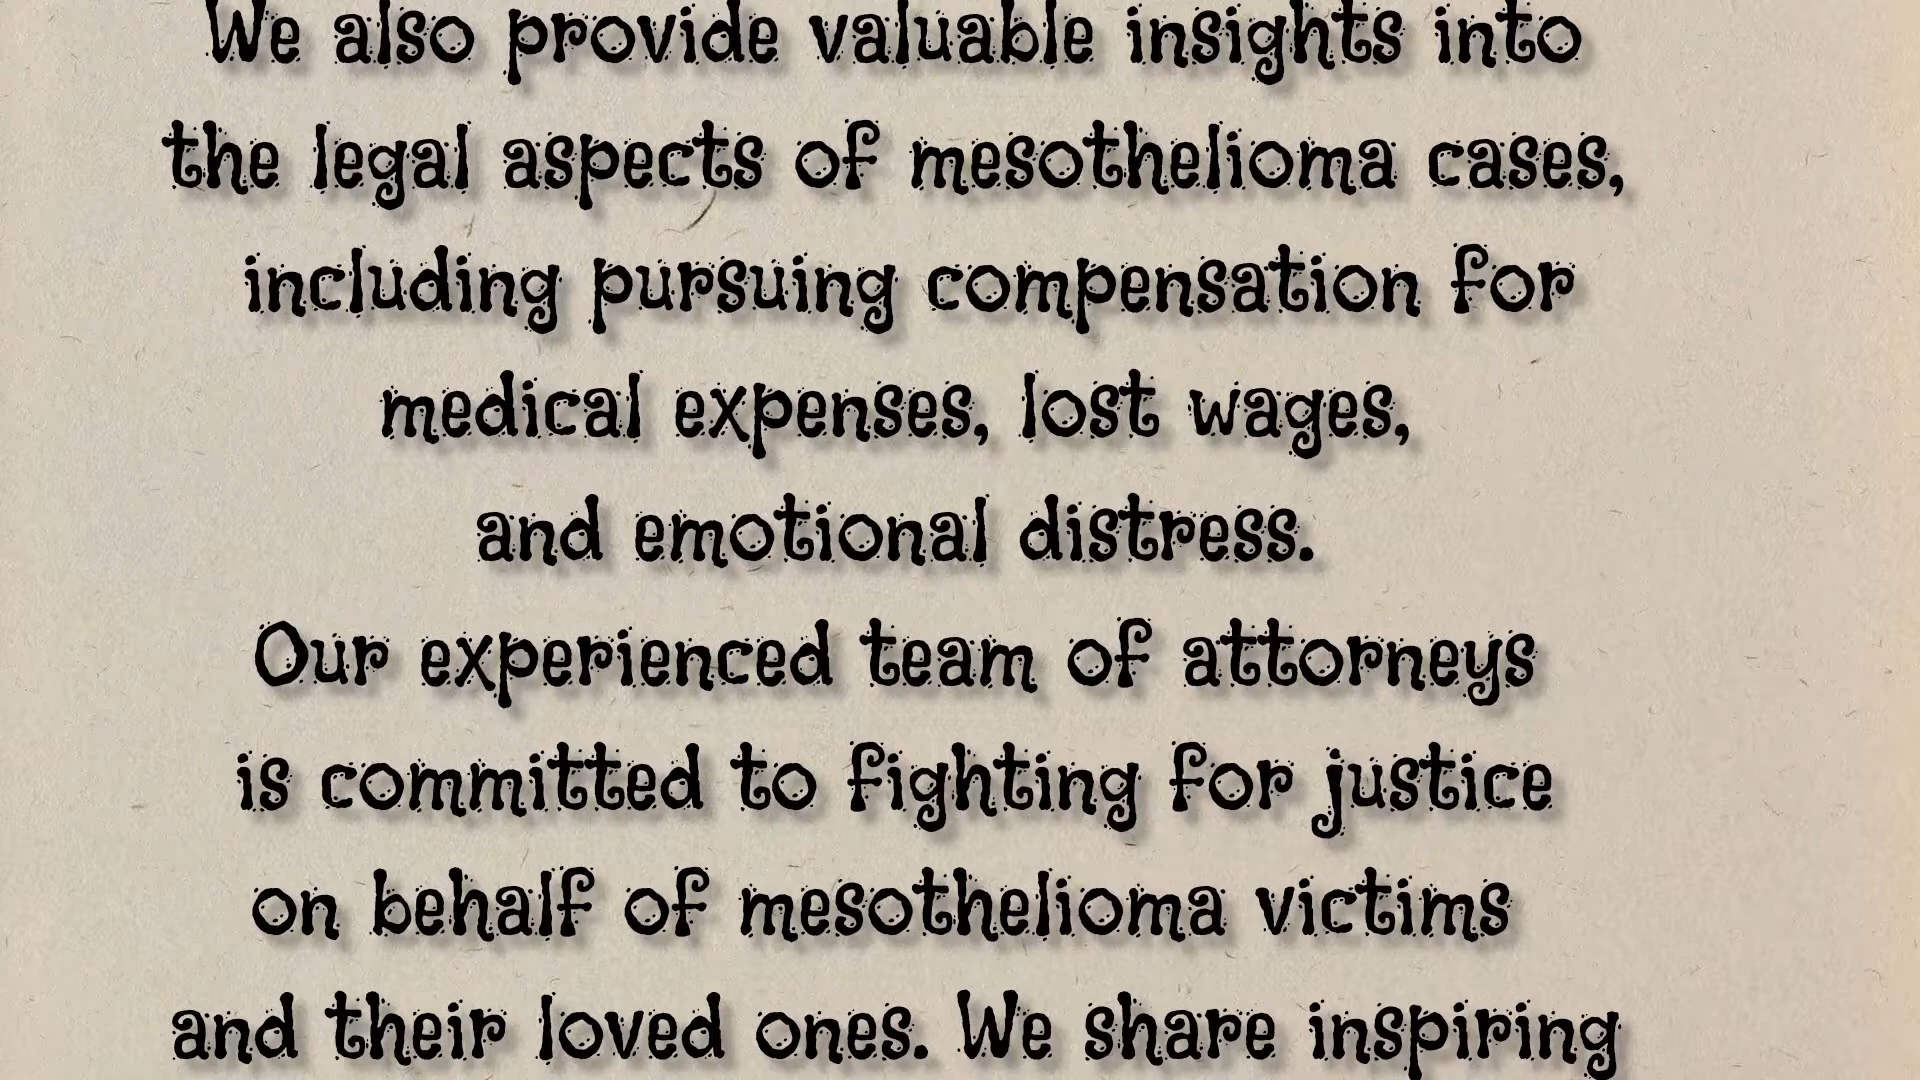 We also provide valuable insights into
the legal aspects of mesothelioma cases,
including pursuing compensation for
medical expenses, lost wages,
and emotional distress.
Our experienced team of attorneys
is committed to fighting for justice
on behalf of mesothelioma victims
and their loved ones. We share inspiring